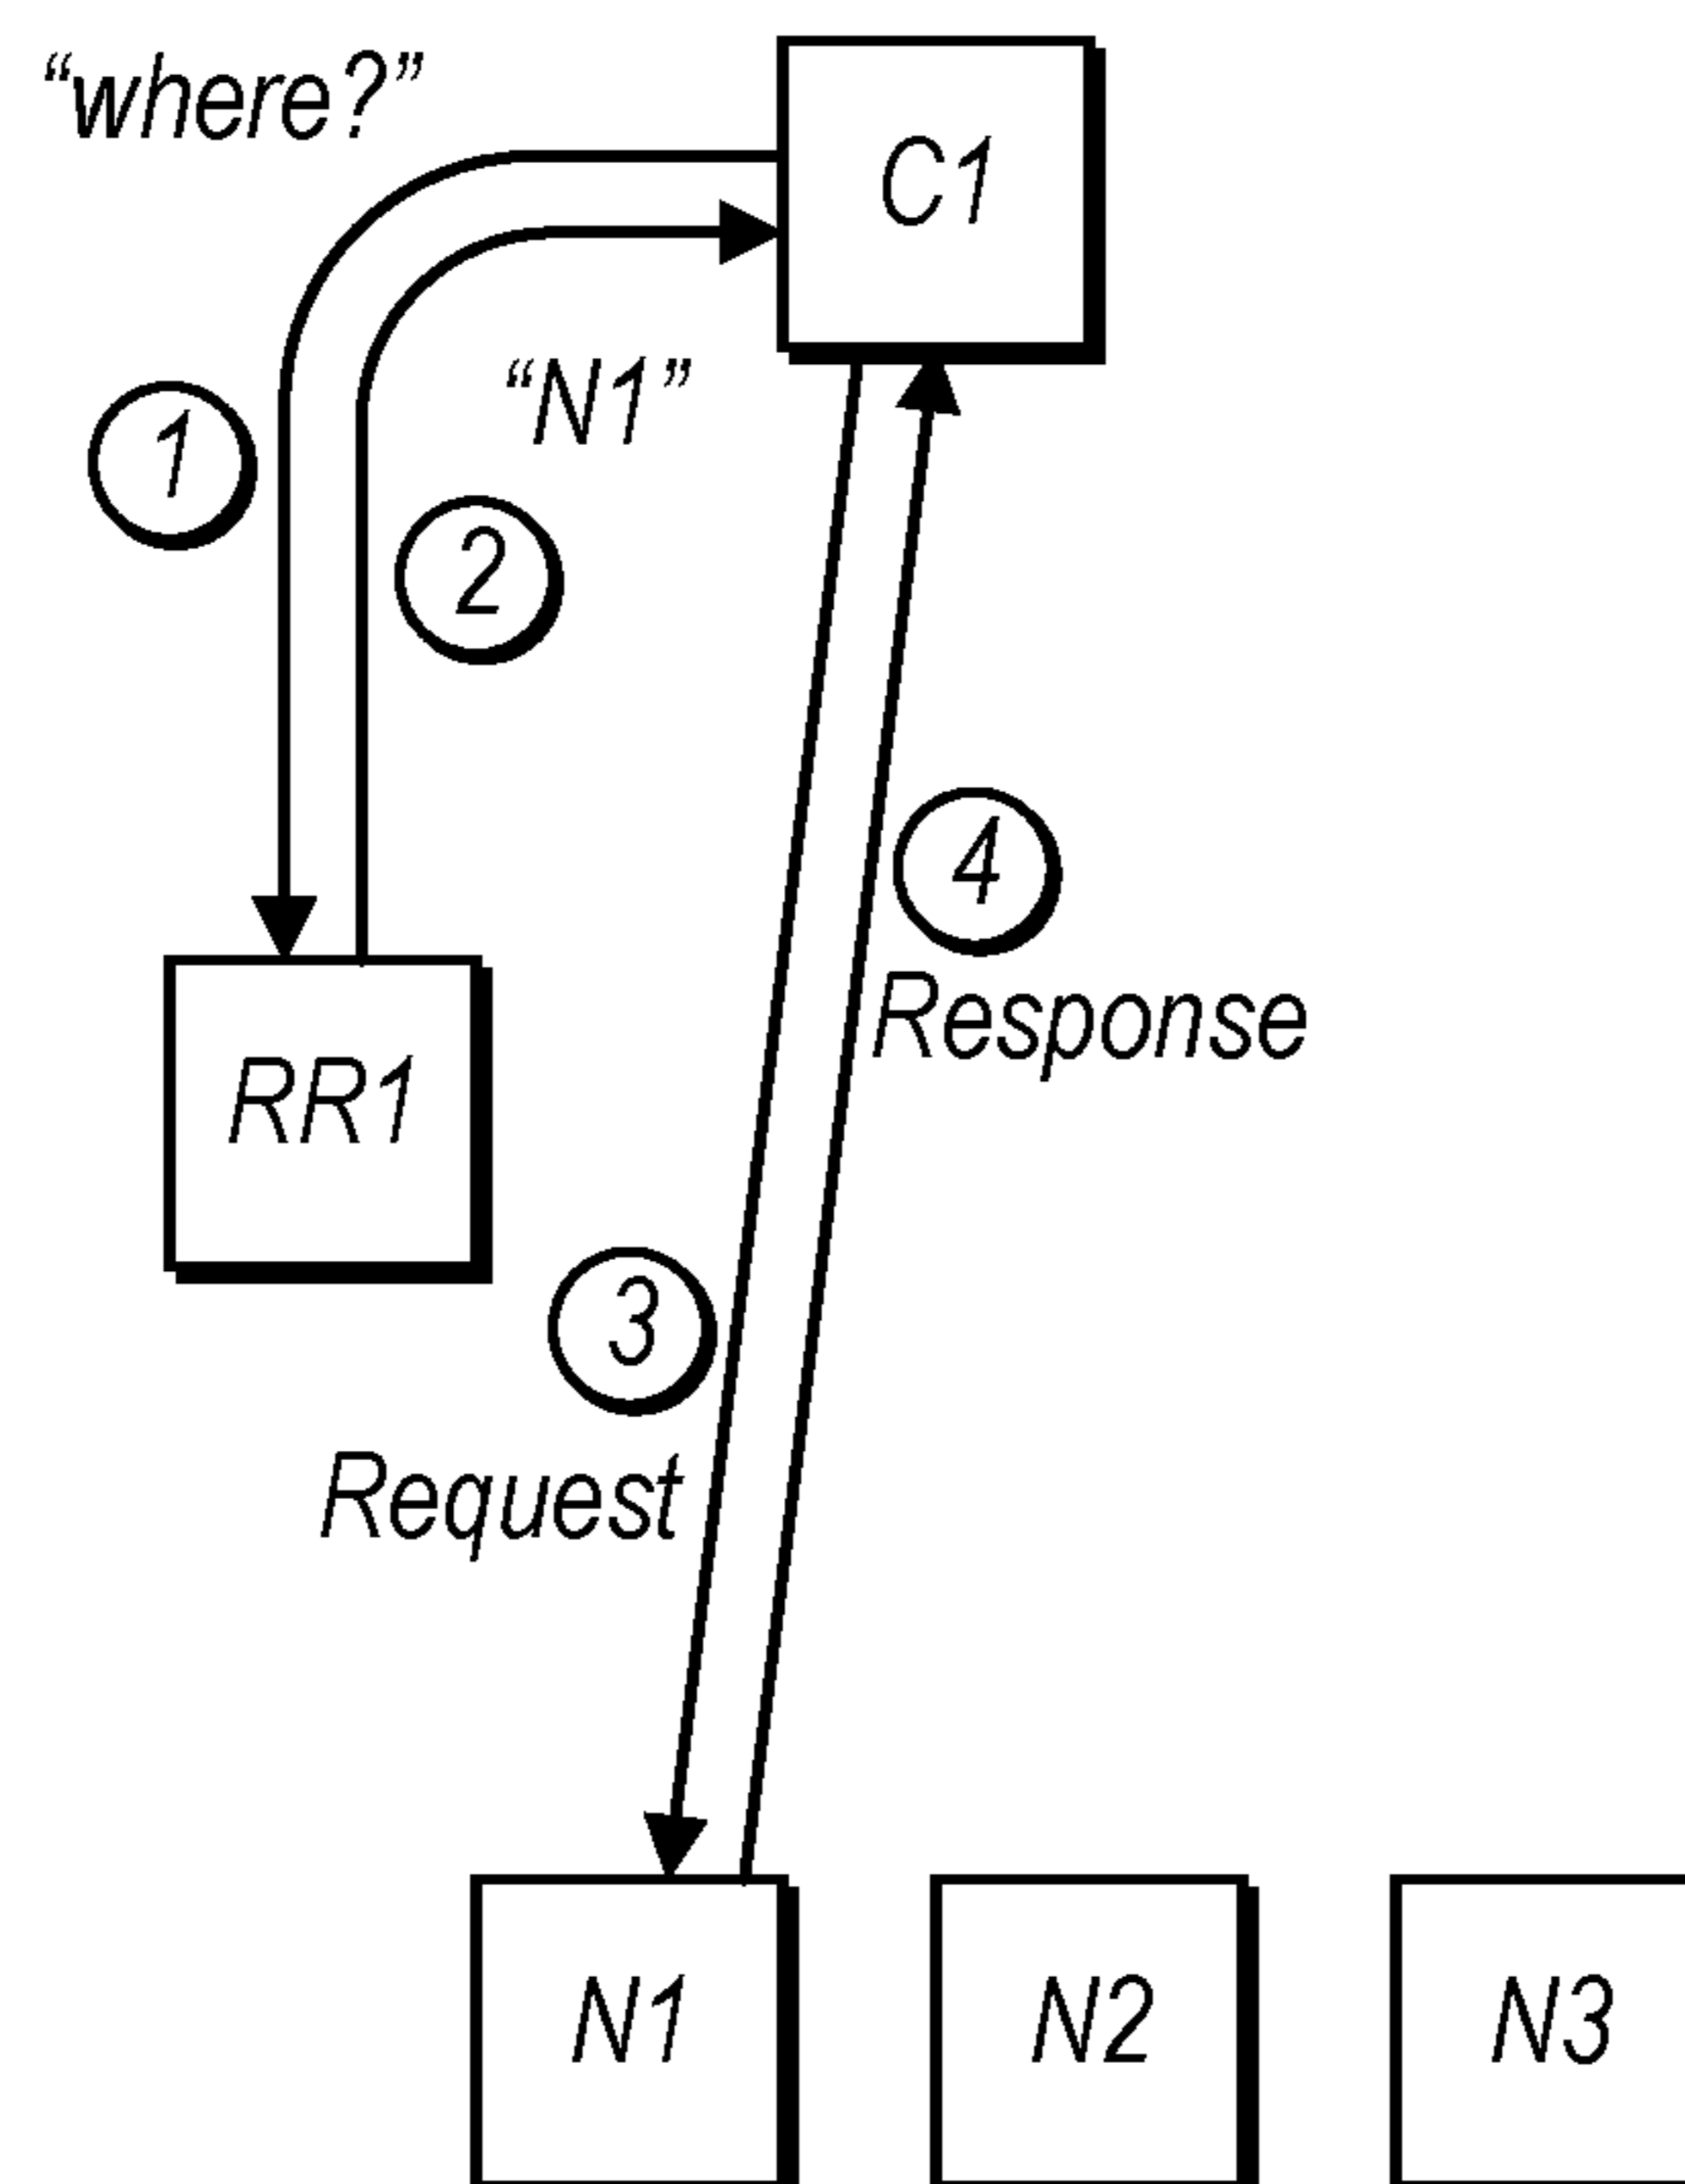 “where?”
C1
“N1”
1
2
4
Response
RR1
3
Request
N1
N2
N3